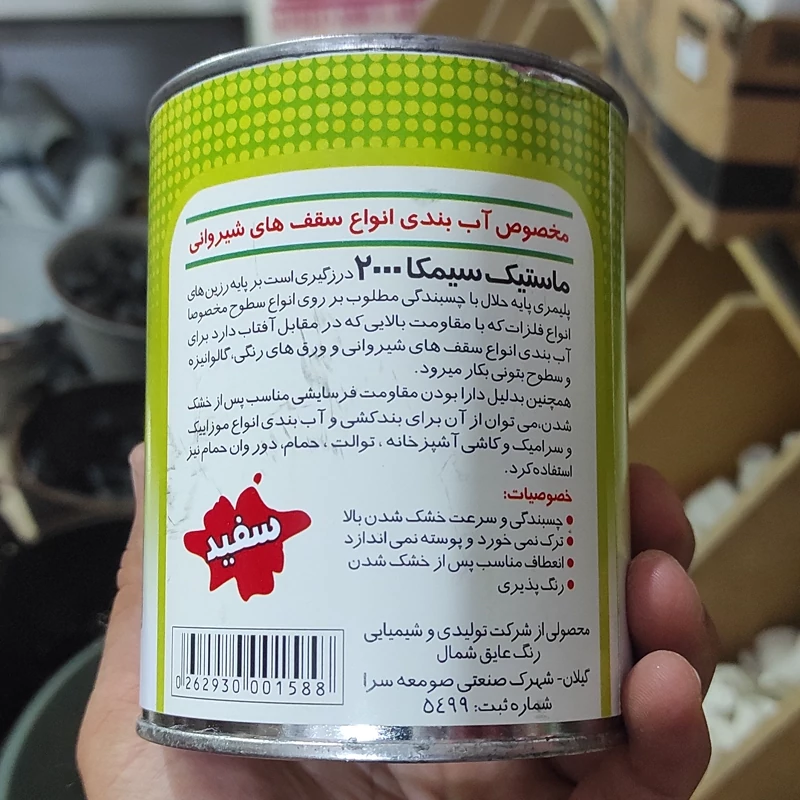 مخصوص آب بندی انواع سقف های شیروانی
ماستیک سیمکا ۲۰۰۰ درزگیری است بر پایه رزین های
پلیمری پایه حلال با چسبندگی مطلوب بر روی انواع سطوح مخصوصا
انواع فلزات که با مقاومت بالایی که در مقابل آفتاب دارد برای
آب بندی انواع سقف های شیروانی و ورق های رنگی، گالوانیزه
و سطوح بتونی بکار میرود.
همچنین بدلیل دارا بودن مقاومت فرسایشی مناسب پس از خشک
شدن، می توان از آن برای بندکشی و آب بندی انواع موزاییک
و سرامیک و کاشی آشپزخانه ، توالت ، حمام، دور وان حمام نیز
استفاده کرد.
خصوصیات:
● چسبندگی و سرعت خشک شدن بالا
● ترک نمی خورد و پوسته نمی اندازد
● انعطاف مناسب پس از خشک شدن
● رنگ پذیری
سفید
محصولی از شرکت تولیدی و شیمیایی
رنگ عایق شمال
گیلان- شهرک صنعتی صومعه سرا
شماره ثبت: ۵٤۹۹
0 262930 001588